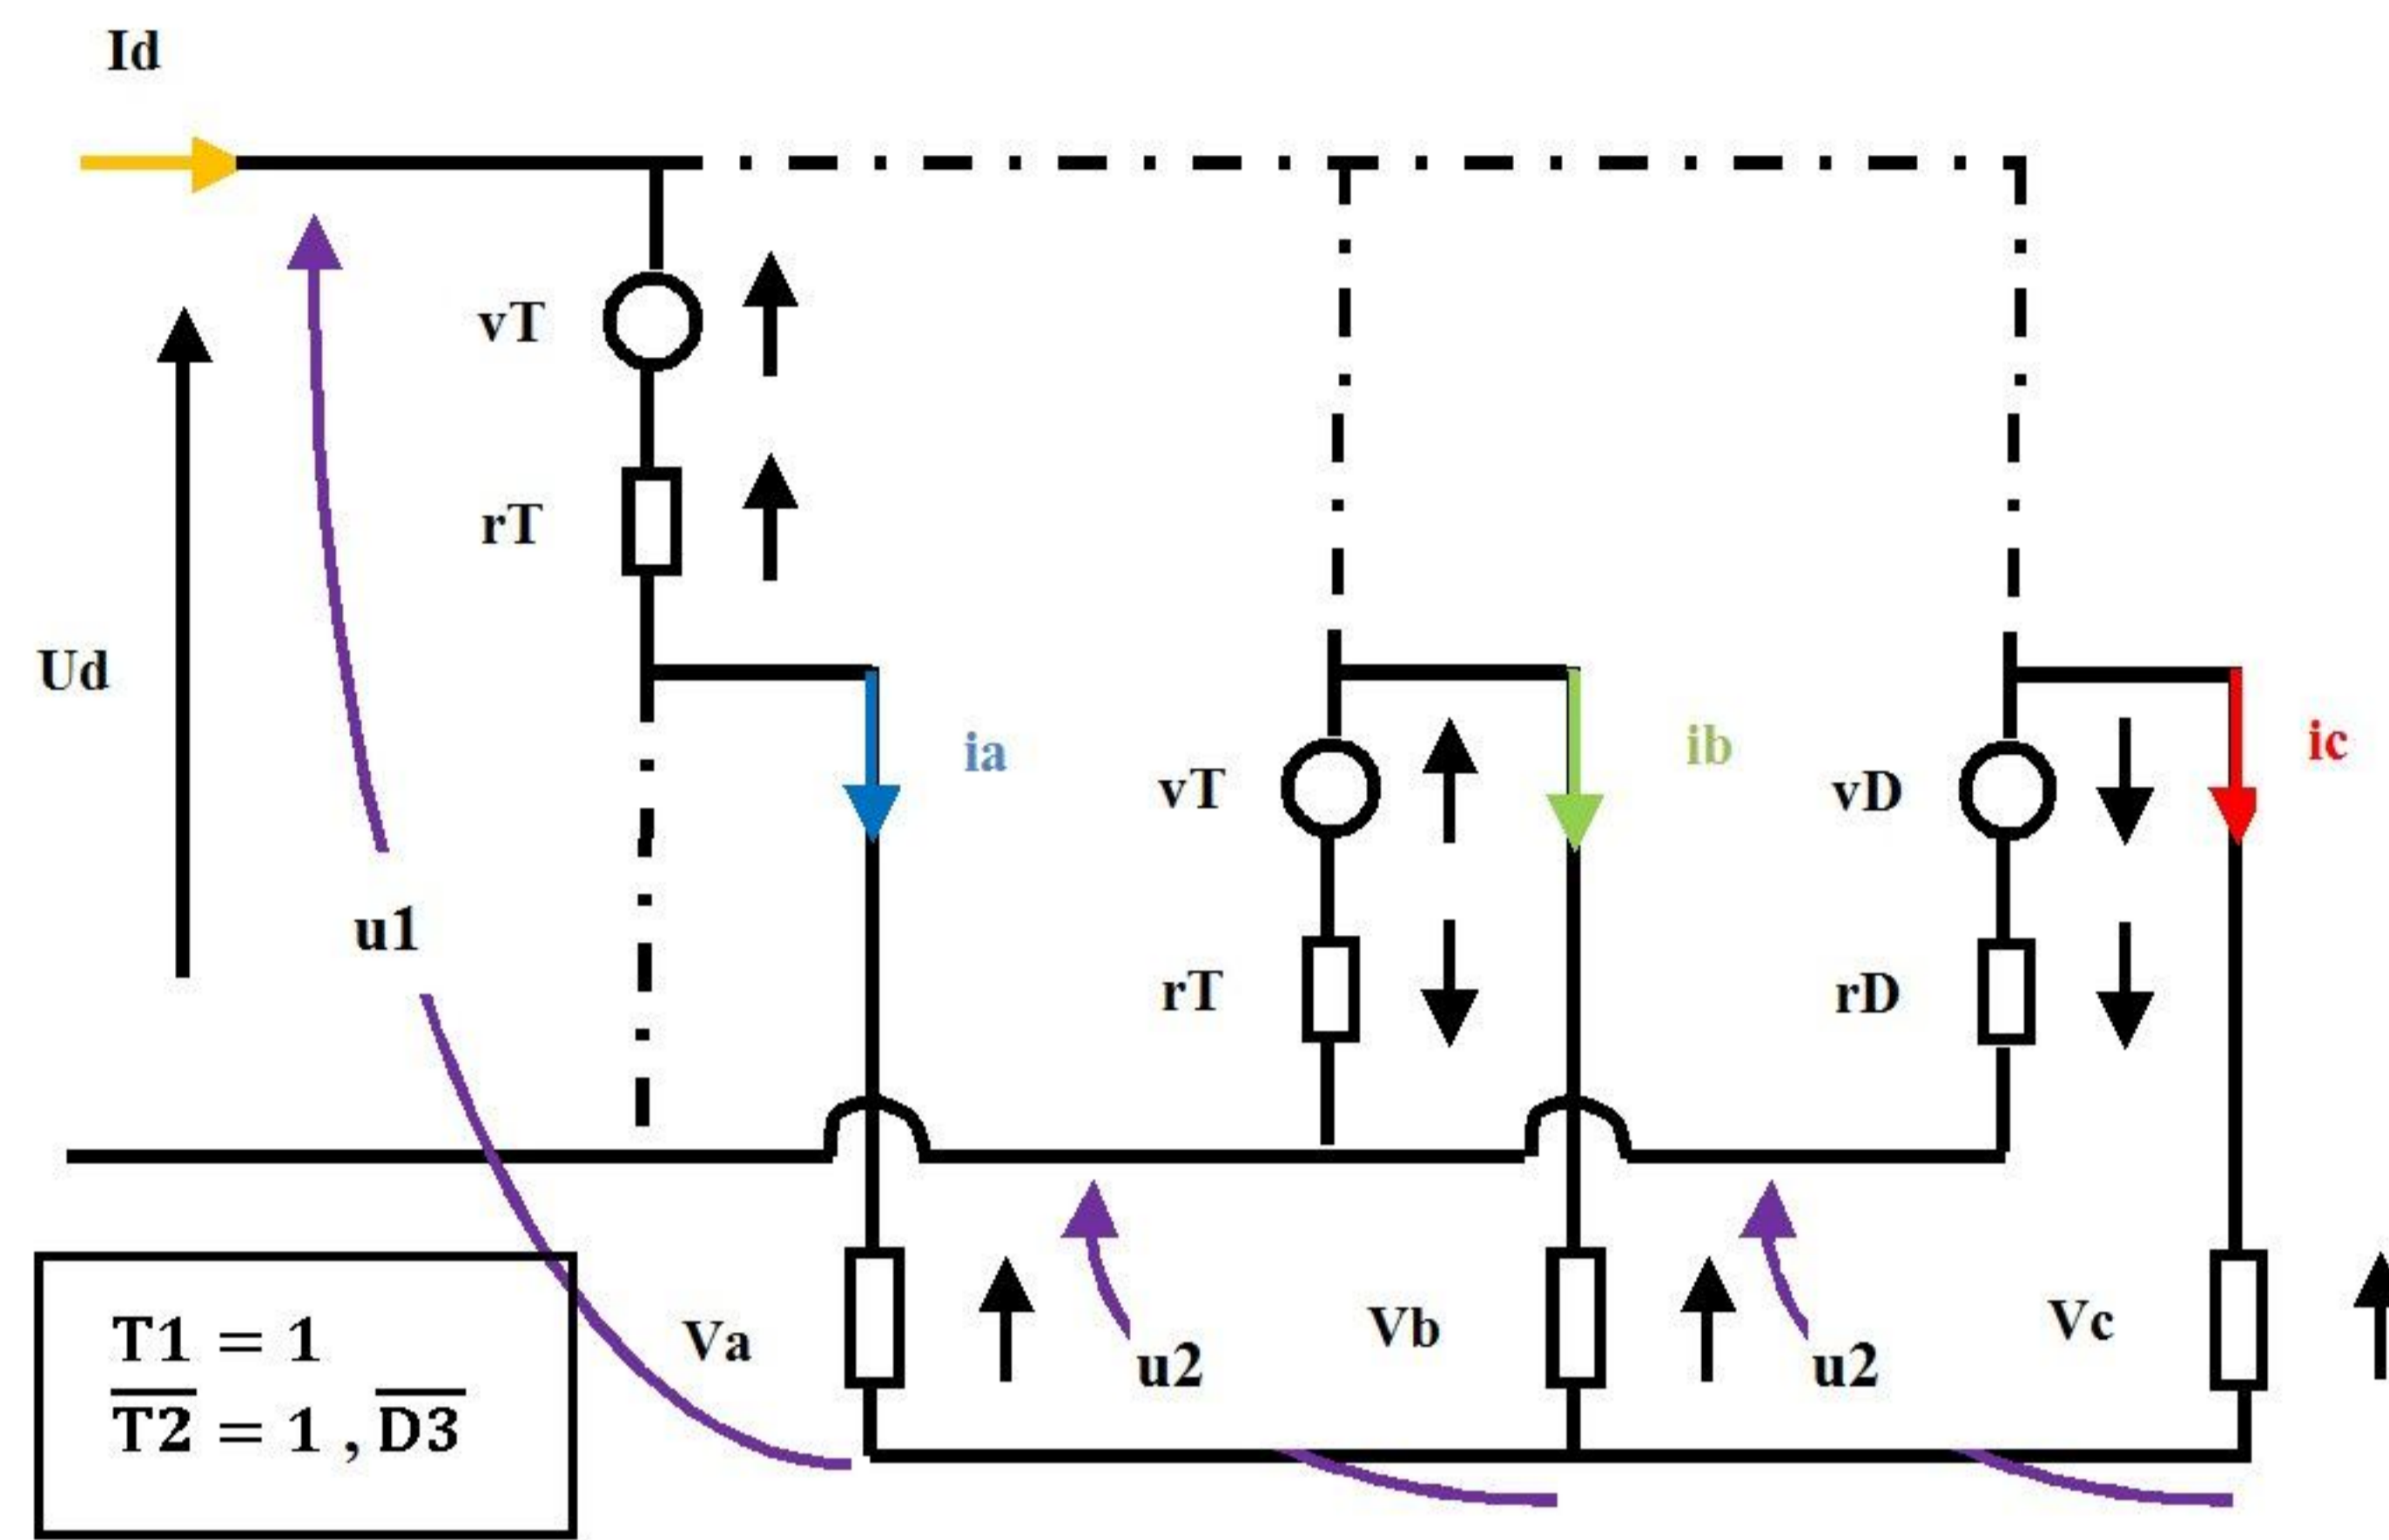 Id
vT
rT
Ud
ia
ib
ic
vT
vD
u1
rT
rD
Va
u2
Vb
u2
Vc
T1 = 1
T2̅ = 1 , D3̅